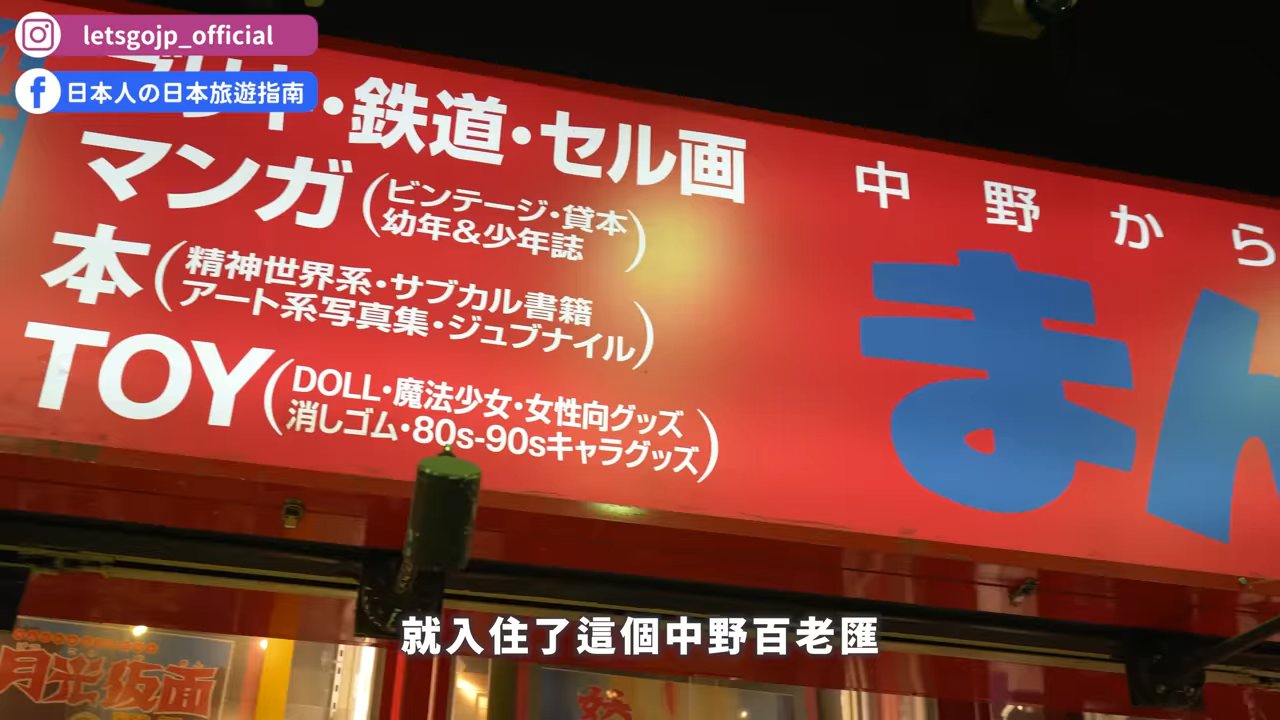 letsgojp_official
日本人の日本旅遊指南
ブリキ・鉄道・セル画
マンガ(ビンテージ・貸本
幼年&少年誌)
本(精神世界系・サブカル書籍
アート系写真集・ジュブナイル)
TOY(DOLL・魔法少女・女性向グッズ
消しゴム・80s-90sキャラグッズ)
中野から
まん
月光仮面
就入住了這個中野百老匯